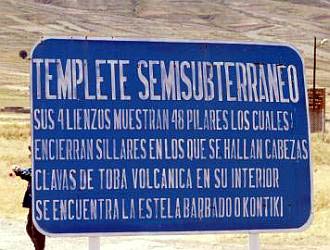 TEMPLETE SEMISUBTERRANEO
SUS 4 LIENZOS MUESTRAN 48 PILARES LOS CUALES
ENCIERRAN SILLARES EN LOS QUE SE HALLAN CABEZAS
CLAVAS DE TOBA VOLCANICA EN SU INTERIOR
SE ENCUENTRA LA ESTELA BARBADO O KONTIKI